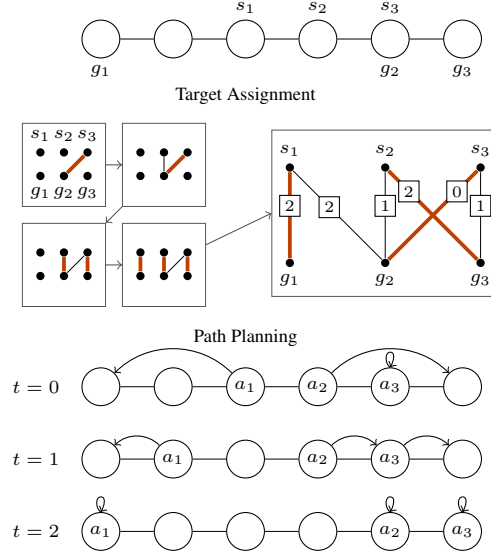 s₁ s₂ s₃
g₁ g₂ g₃
Target Assignment
s₁ s₂ s₃
g₁ g₂ g₃
s₁ s₂ s₃
2 2 1 2 0 1
g₁ g₂ g₃
Path Planning
t = 0 a₁ a₂ a₃
t = 1 a₁ a₂ a₃
t = 2 a₁ a₂ a₃